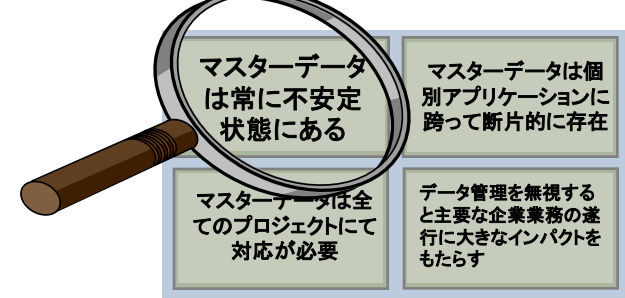 マスターデータ
は常に不安定
状態にある
マスターデータは個
別アプリケーションに
跨って断片的に存在
マスターデータは全
てのプロジェクトにて
対応が必要
データ管理を無視する
と主要な企業業務の遂
行に大きなインパクトを
もたらす